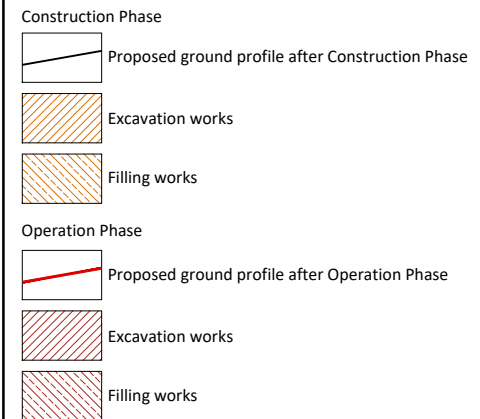 Construction Phase
Proposed ground profile after Construction Phase
Excavation works
Filling works
Operation Phase
Proposed ground profile after Operation Phase
Excavation works
Filling works